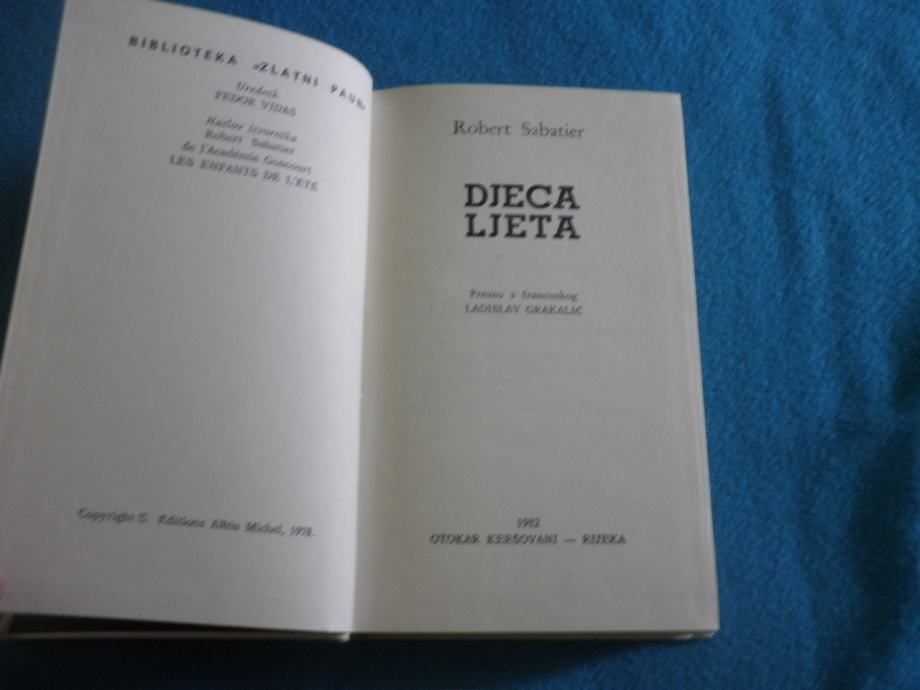 BIBLIOTEKA »ZLATNI PAUN«
Urednik
FEDOR VIDAS
Naslov izvornika
Robert Sabatier
de l'Académie Goncourt
LES ENFANTS DE L'ETE
Copyright © Editions Albin Michel, 1978.
Robert Sabatier
DJECA
LJETA
Preveo s francuskog
LADISLAV GRAKALIĆ
1982
OTOKAR KERŠOVANI — RIJEKA